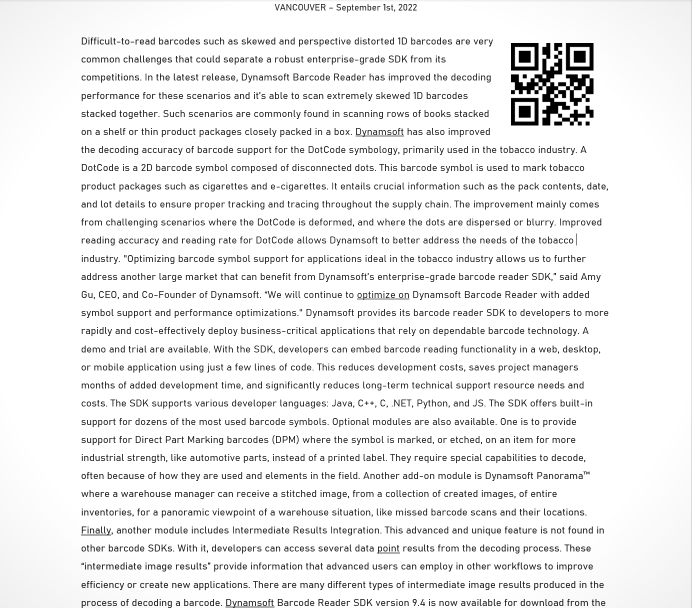 VANCOUVER – September 1st, 2022
Difficult-to-read barcodes such as skewed and perspective distorted 1D barcodes are very
common challenges that could separate a robust enterprise-grade SDK from its
competitions. In the latest release, Dynamsoft Barcode Reader has improved the decoding
performance for these scenarios and it's able to scan extremely skewed 1D barcodes
stacked together. Such scenarios are commonly found in scanning rows of books stacked
on a shelf or thin product packages closely packed in a box. Dynamsoft has also improved
the decoding accuracy of barcode support for the DotCode symbology, primarily used in the tobacco industry. A
DotCode is a 2D barcode symbol composed of disconnected dots. This barcode symbol is used to mark tobacco
product packages such as cigarettes and e-cigarettes. It entails crucial information such as the pack contents, date,
and lot details to ensure proper tracking and tracing throughout the supply chain. The improvement mainly comes
from challenging scenarios where the DotCode is deformed, and where the dots are dispersed or blurry. Improved
reading accuracy and reading rate for DotCode allows Dynamsoft to better address the needs of the tobacco
industry. "Optimizing barcode symbol support for applications ideal in the tobacco industry allows us to further
address another large market that can benefit from Dynamsoft's enterprise-grade barcode reader SDK," said Amy
Gu, CEO, and Co-Founder of Dynamsoft. "We will continue to optimize on Dynamsoft Barcode Reader with added
symbol support and performance optimizations." Dynamsoft provides its barcode reader SDK to developers to more
rapidly and cost-effectively deploy business-critical applications that rely on dependable barcode technology. A
demo and trial are available. With the SDK, developers can embed barcode reading functionality in a web, desktop,
or mobile application using just a few lines of code. This reduces development costs, saves project managers
months of added development time, and significantly reduces long-term technical support resource needs and
costs. The SDK supports various developer languages: Java, C++, C, .NET, Python, and JS. The SDK offers built-in
support for dozens of the most used barcode symbols. Optional modules are also available. One is to provide
support for Direct Part Marking barcodes (DPM) where the symbol is marked, or etched, on an item for more
industrial strength, like automotive parts, instead of a printed label. They require special capabilities to decode,
often because of how they are used and elements in the field. Another add-on module is Dynamsoft Panorama™
where a warehouse manager can receive a stitched image, from a collection of created images, of entire
inventories, for a panoramic viewpoint of a warehouse situation, like missed barcode scans and their locations.
Finally, another module includes Intermediate Results Integration. This advanced and unique feature is not found in
other barcode SDKs. With it, developers can access several data point results from the decoding process. These
"intermediate image results" provide information that advanced users can employ in other workflows to improve
efficiency or create new applications. There are many different types of intermediate image results produced in the
process of decoding a barcode. Dynamsoft Barcode Reader SDK version 9.4 is now available for download from the